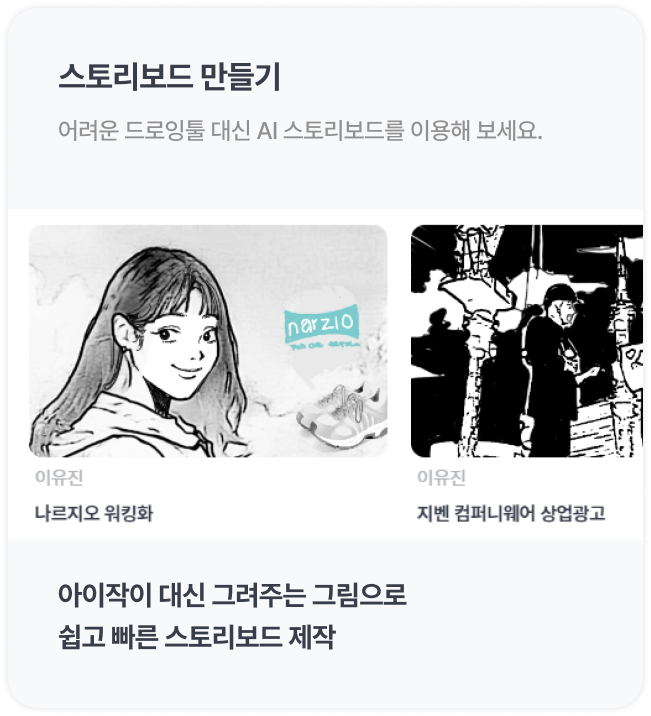 스토리보드 만들기
어려운 드로잉툴 대신 AI 스토리보드를 이용해 보세요.
narzio
이유진
나르지오 워킹화
이유진
지벤 컴퍼니웨어 상업광고
아이작이 대신 그려주는 그림으로
쉽고 빠른 스토리보드 제작